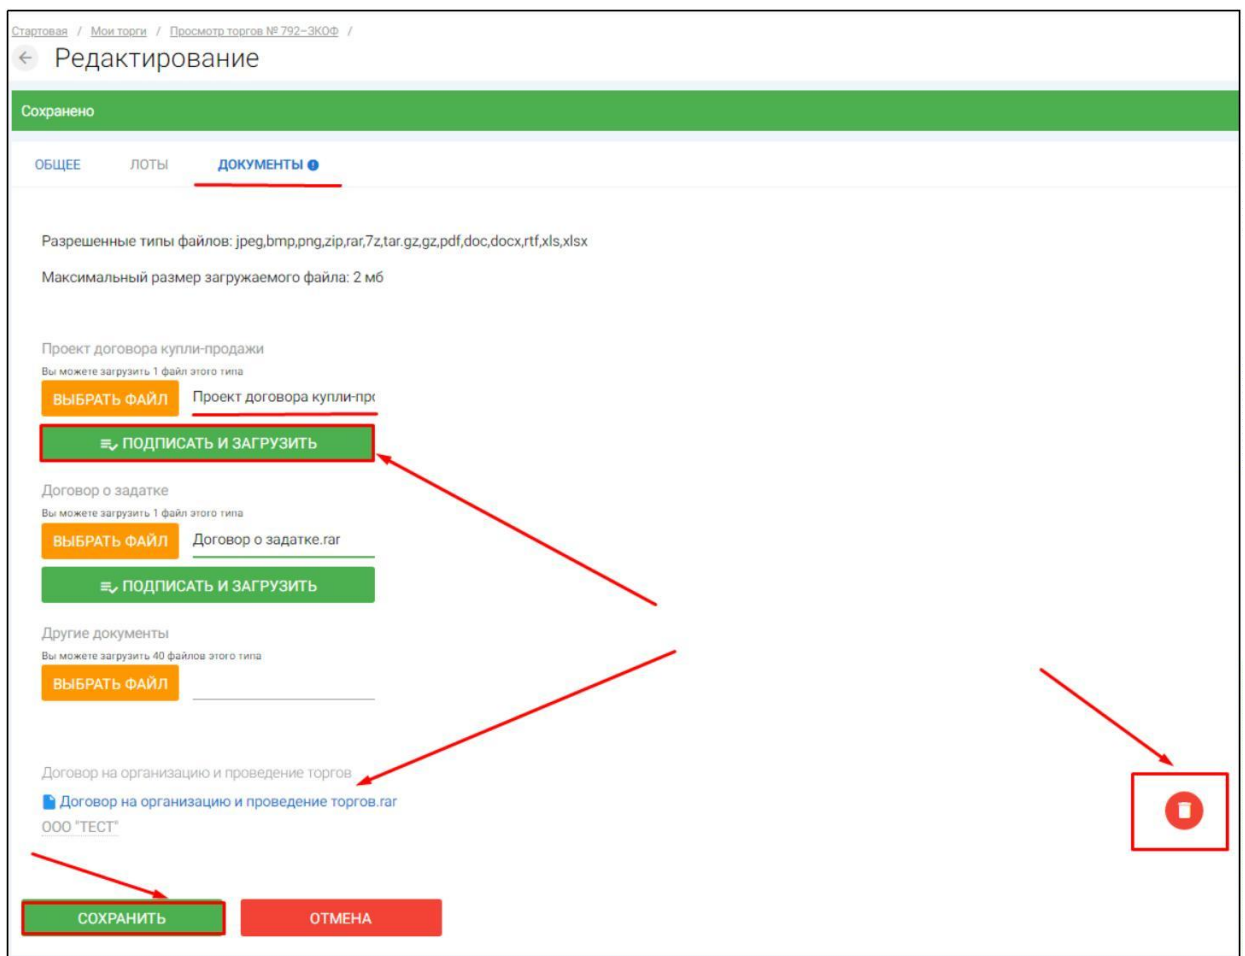 Стартовая / Мои торги / Просмотр торгов № 792-ЗКОФ /
Редактирование
Сохранено
ОБЩЕЕ ЛОТЫ ДОКУМЕНТЫ
Разрешенные типы файлов: jpeg,bmp,png,zip,rar,7z,tar.gz,gz,pdf,doc,docx,rtf,xls,xlsx
Максимальный размер загружаемого файла: 2 мб
Проект договора купли-продажи
Вы можете загрузить 1 файл этого типа
ВЫБРАТЬ ФАЙЛ Проект договора купли-про
ПОДПИСАТЬ И ЗАГРУЗИТЬ
Договор о задатке
Вы можете загрузить 1 файл этого типа
ВЫБРАТЬ ФАЙЛ Договор о задатке.rar
ПОДПИСАТЬ И ЗАГРУЗИТЬ
Другие документы
Вы можете загрузить 40 файлов этого типа
ВЫБРАТЬ ФАЙЛ
Договор на организацию и проведение торгов
Договор на организацию и проведение торгов.rar
ООО "ТЕСТ"
СОХРАНИТЬ ОТМЕНА